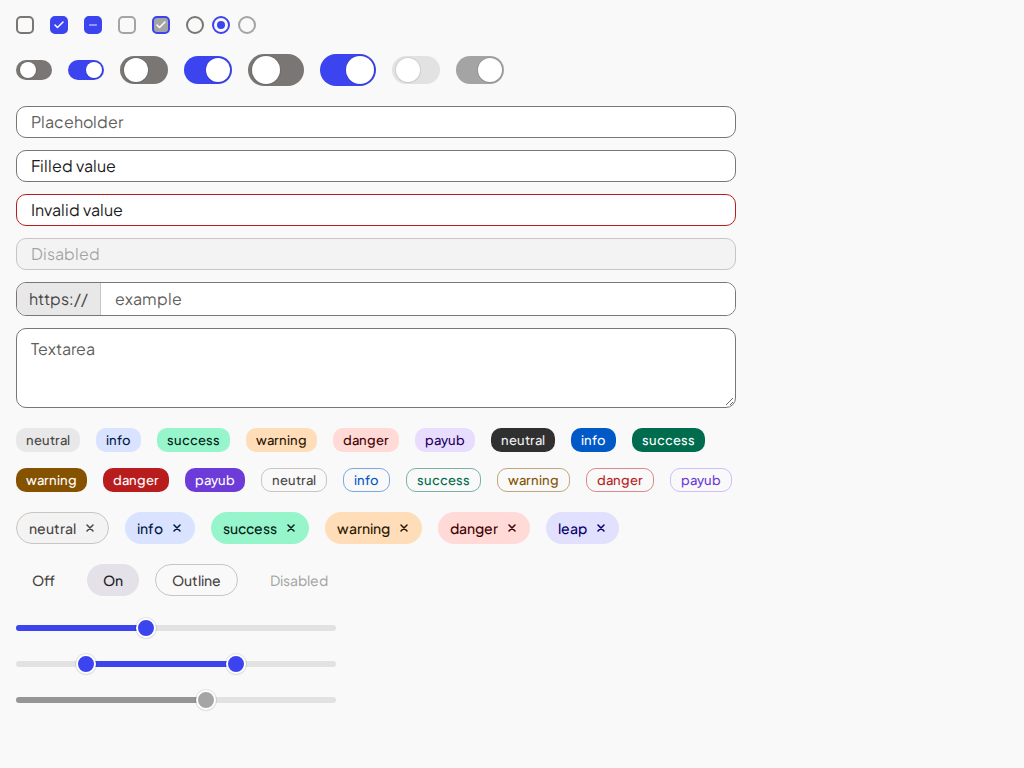 Placeholder
Filled value
Invalid value
Disabled
https:// example
Textarea
neutral info success warning danger payub neutral info success
warning danger payub neutral info success warning danger payub
neutral × info × success × warning × danger × leap ×
Off On Outline Disabled